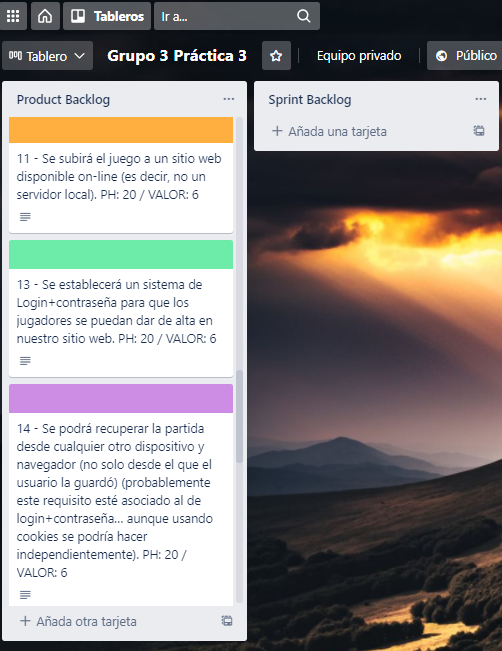 Tableros
Ir a...
Tablero
Grupo 3 Práctica 3
Equipo privado
Público
Product Backlog
11 - Se subirá el juego a un sitio web
disponible on-line (es decir, no un
servidor local). PH: 20 / VALOR: 6
13 - Se establecerá un sistema de
Login+contraseña para que los
jugadores se puedan dar de alta en
nuestro sitio web. PH: 20 / VALOR: 6
14 - Se podrá recuperar la partida
desde cualquier otro dispositivo y
navegador (no solo desde el que el
usuario la guardó) (probablemente
este requisito esté asociado al de
login+contraseña... aunque usando
cookies se podría hacer
independientemente). PH: 20 /
VALOR: 6
+ Añada otra tarjeta
Sprint Backlog
+ Añada una tarjeta